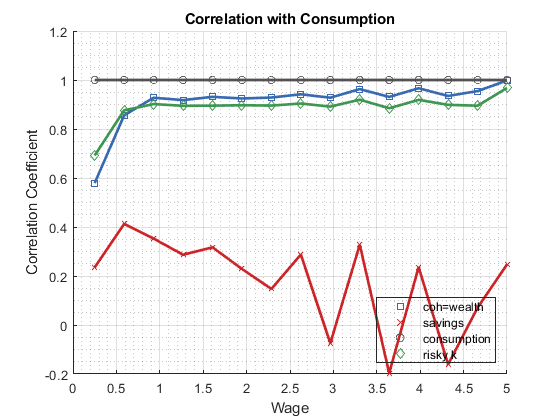 Correlation with Consumption
1.2
1
0.8
0.6
0.4
0.2
0
-0.2
Correlation Coefficient
0 0.5 1 1.5 2 2.5 3 3.5 4 4.5 5
Wage
coh=wealth
savings
consumption
risky k